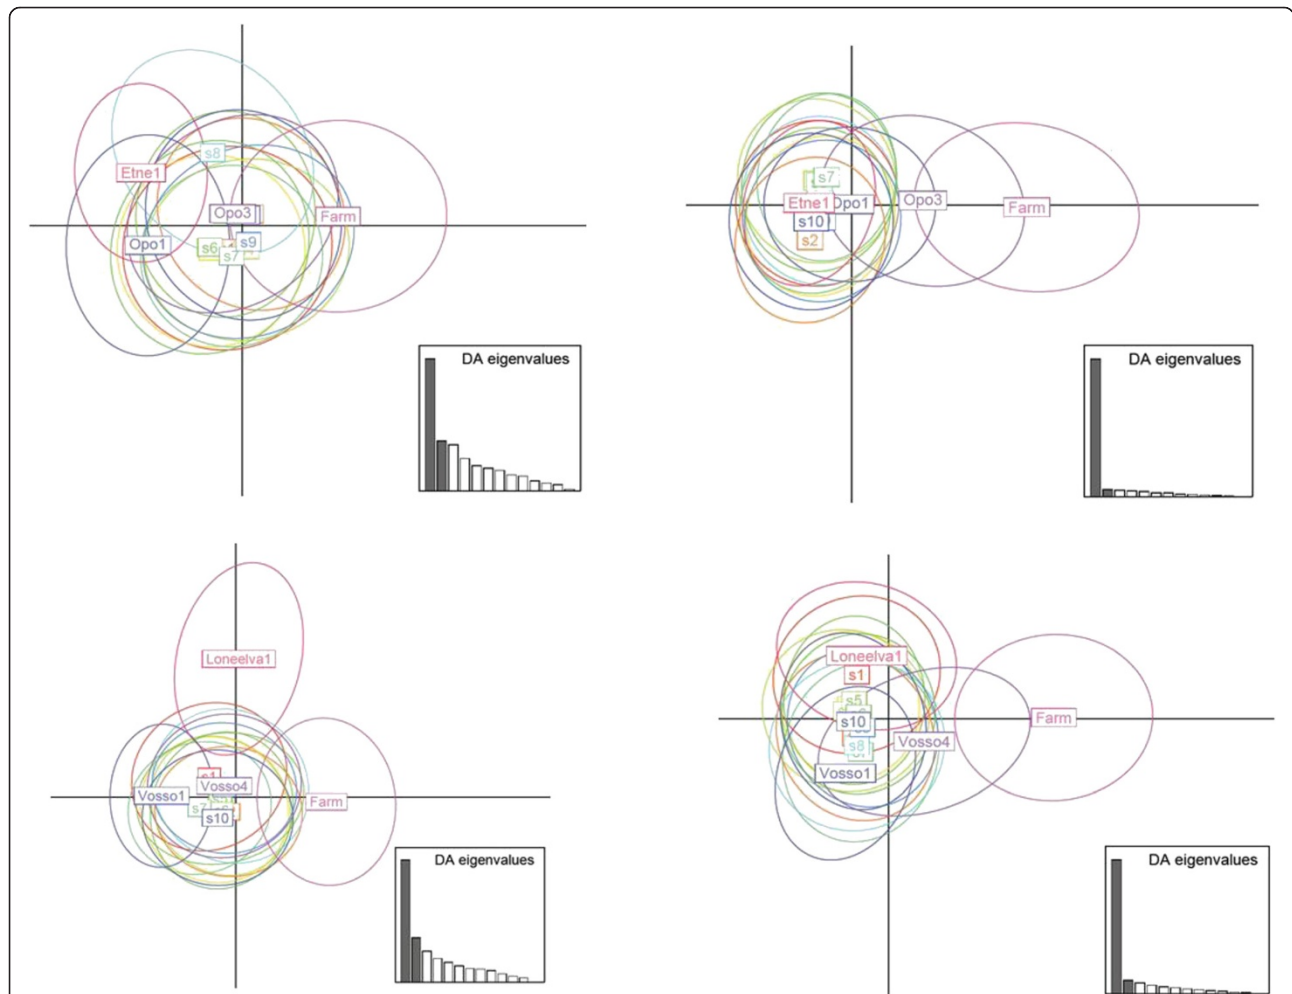 s8
Etne1
Opo3
Farm
Opo1
s6
s9
s7
DA eigenvalues
s7
Etne1
Opo1
Opo3
Farm
s10
s2
DA eigenvalues
Loneelva1
s1
Vosso4
Vosso1
Farm
s7
s10
DA eigenvalues
Loneelva1
s1
s5
s10
Farm
Vosso4
s8
Vosso1
DA eigenvalues